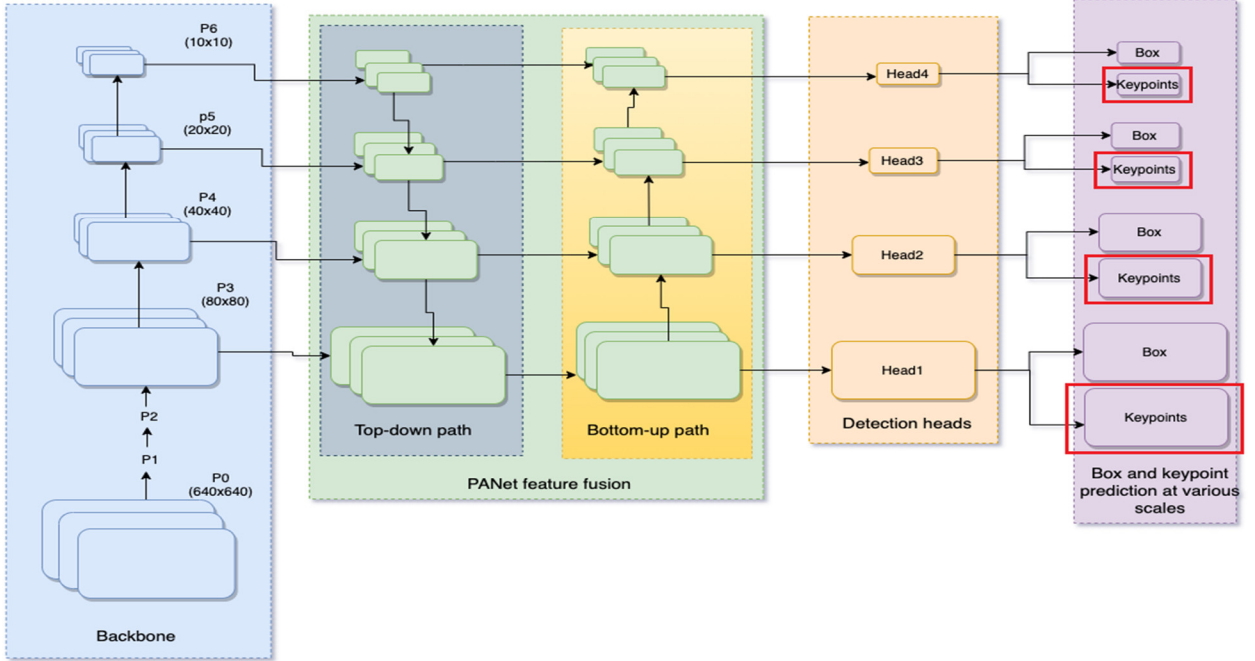 P6
(10x10)
p5
(20x20)
P4
(40x40)
P3
(80x80)
P2
P1
P0
(640x640)
Backbone
Top-down path
Bottom-up path
PANet feature fusion
Head4
Head3
Head2
Head1
Detection heads
Box
Keypoints
Box
Keypoints
Box
Keypoints
Box
Keypoints
Box and keypoint
prediction at various
scales